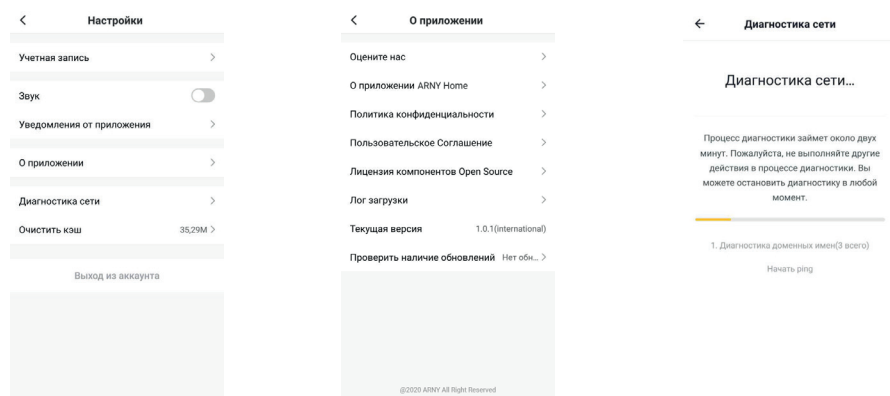 Настройки
Учетная запись
Звук
Уведомления от приложения
О приложении
Диагностика сети
Очистить кэш 35,29M
Выход из аккаунта
О приложении
Оцените нас
О приложении ARNY Home
Политика конфиденциальности
Пользовательское Соглашение
Лицензия компонентов Open Source
Лог загрузки
Текущая версия 1.0.1(international)
Проверить наличие обновлений Нет обн...
@2020 ARNY All Right Reserved
Диагностика сети
Диагностика сети...
Процесс диагностики займет около двух
минут. Пожалуйста, не выполняйте другие
действия в процессе диагностики. Вы
можете остановить диагностику в любой
момент.
1. Диагностика доменных имен(3 всего)
Начать ping